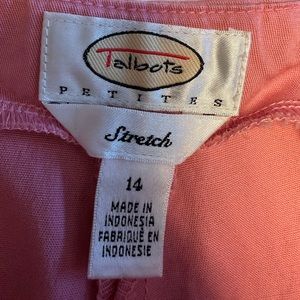 Talbots
PETITES
Stretch
14
MADE IN
INDONESIA
FABRIQUÉ EN
INDONESIE